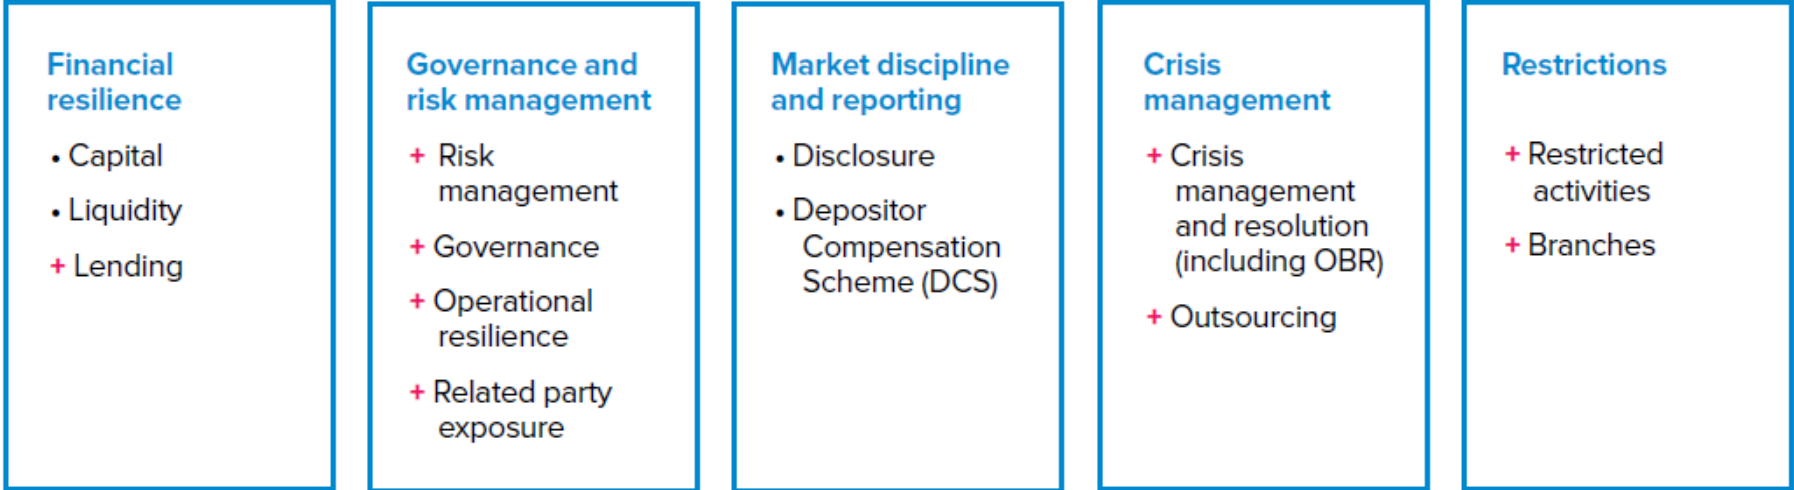 Financial
resilience
• Capital
• Liquidity
+ Lending
Governance and
risk management
+ Risk
management
+ Governance
+ Operational
resilience
+ Related party
exposure
Market discipline
and reporting
• Disclosure
• Depositor
Compensation
Scheme (DCS)
Crisis
management
+ Crisis
management
and resolution
(including OBR)
+ Outsourcing
Restrictions
+ Restricted
activities
+ Branches